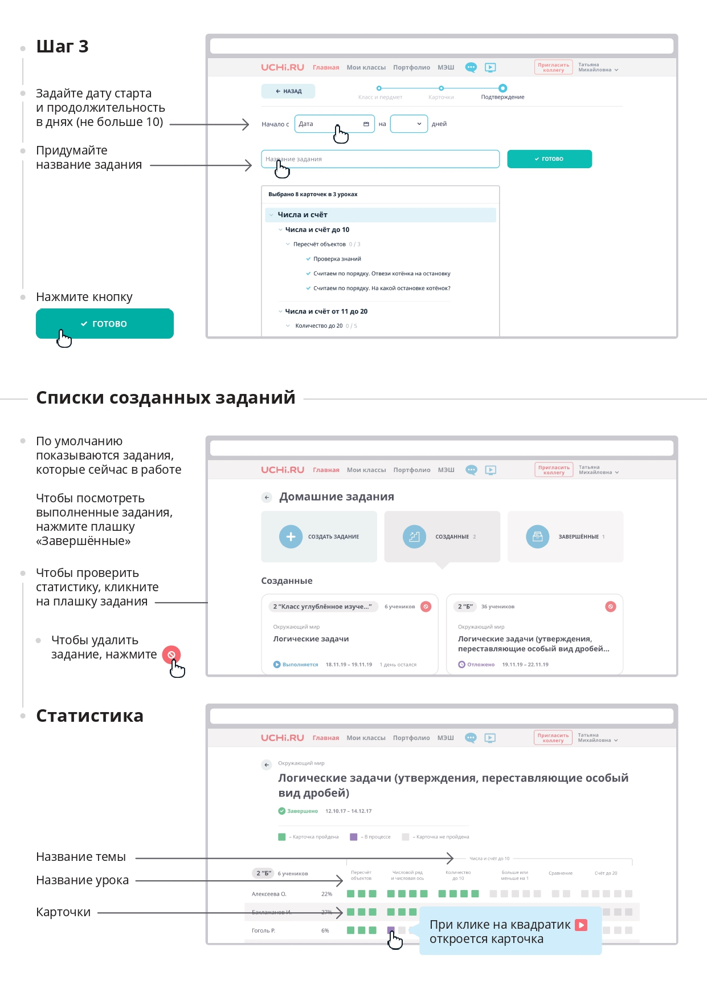 Шаг 3
Задайте дату старта
и продолжительность
в днях (не больше 10)
Придумайте
название задания
Нажмите кнопку
ГОТОВО
UCHi.RU Главная Мои классы Портфолио МЭШ
Пригласить
коллегу
Татьяна
Михайловна
← НАЗАД
Класс и пердмет Карточки Подтверждение
Начало с Дата на дней
Название задания
ГОТОВО
Выбрано 8 карточек в 3 уроках
Числа и счёт
Числа и счёт до 10
Пересчёт объектов 0 / 3
Проверка знаний
Считаем по порядку. Отвези котёнка на остановку
Считаем по порядку. На какой остановке котёнок?
Числа и счёт от 11 до 20
Количество до 20 0 / 5
Списки созданных заданий
По умолчанию
показываются задания,
которые сейчас в работе
Чтобы посмотреть
выполненные задания,
нажмите плашку
«Завершённые»
Чтобы проверить
статистику, кликните
на плашку задания
Чтобы удалить
задание, нажмите
UCHi.RU Главная Мои классы Портфолио МЭШ
Пригласить
коллегу
Татьяна
Михайловна
Домашние задания
СОЗДАТЬ ЗАДАНИЕ
СОЗДАННЫЕ 2
ЗАВЕРШЁННЫЕ 1
Созданные
2 “Класс углублённое изуче...” 6 учеников
Окружающий мир
Логические задачи
Выполняется 18.11.19 – 19.11.19 1 день остался
2 “Б” 36 учеников
Окружающий мир
Логические задачи (утверждения,
переставляющие особый вид дробей...
Отложено 19.11.19 – 22.11.19
Статистика
Название темы
Название урока
Карточки
UCHi.RU Главная Мои классы Портфолио МЭШ
Пригласить
коллегу
Татьяна
Михайловна
Окружающий мир
Логические задачи (утверждения, переставляющие особый
вид дробей)
Завершено 12.10.17 – 14.12.17
– Карточка пройдена – В процессе – Карточка не пройдена
Числа и счёт до 10
2 “Б” 6 учеников
Пересчёт
объектов
Числовой ряд
и числовая ось
Количество
до 10
Больше или
меньше на 1
Сравнение
Счёт до 20
Алексеева О. 22%
Баклажанов И. 27%
Гоголь Р. 6%
При клике на квадратик
откроется карточка